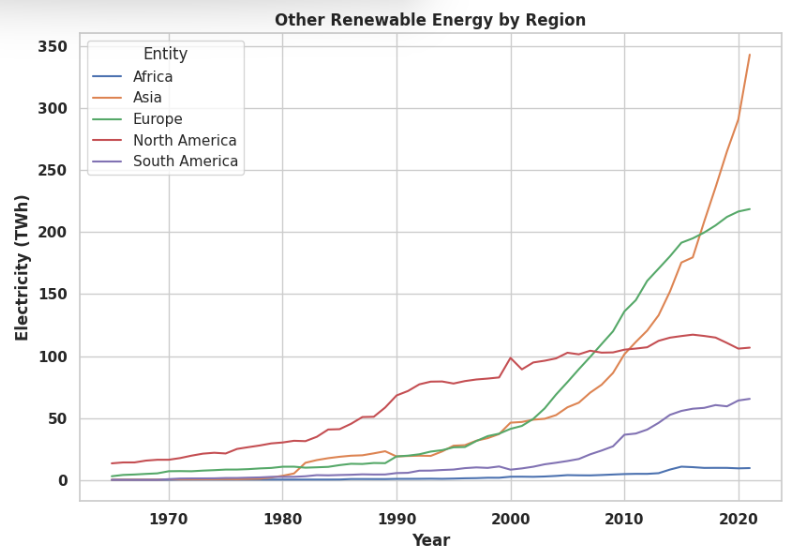 Other Renewable Energy by Region
Entity
Africa
Asia
Europe
North America
South America
Electricity (TWh)
350
300
250
200
150
100
50
0
1970 1980 1990 2000 2010 2020
Year